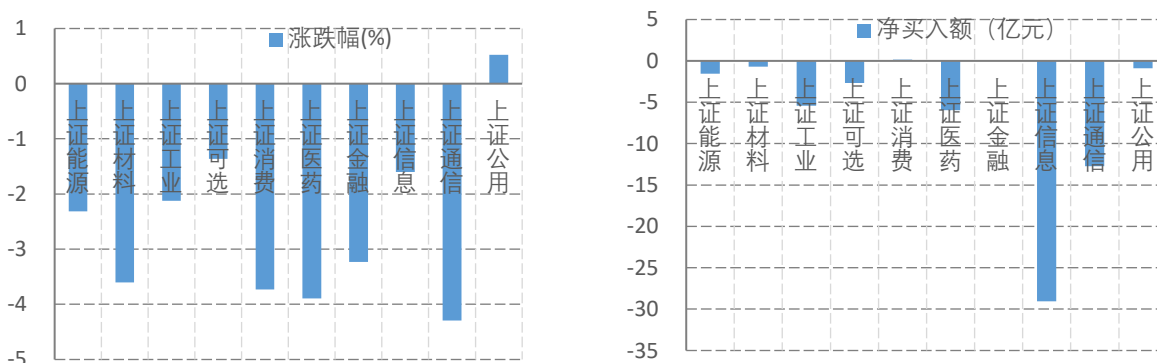 涨跌幅(%)
1
0
-1
-2
-3
-4
-5
上证能源
上证材料
上证工业
上证可选
上证消费
上证医药
上证金融
上证信息
上证通信
上证公用
净买入额（亿元）
5
0
-5
-10
-15
-20
-25
-30
-35
上证能源
上证材料
上证工业
上证可选
上证消费
上证医药
上证金融
上证信息
上证通信
上证公用